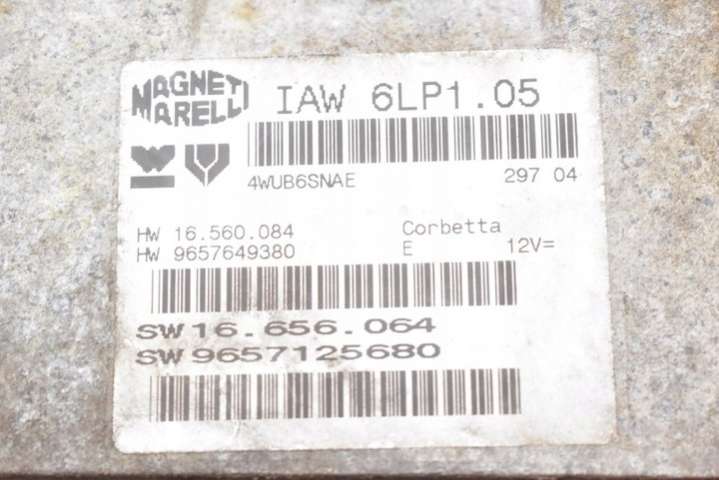 MAGNETI
MARELLI
IAW 6LP1.05
4WUB6SNAE 297 04
HW 16.560.084 Corbetta
HW 9657649380 E 12V=
SW 16.656.064
SW 9657125680